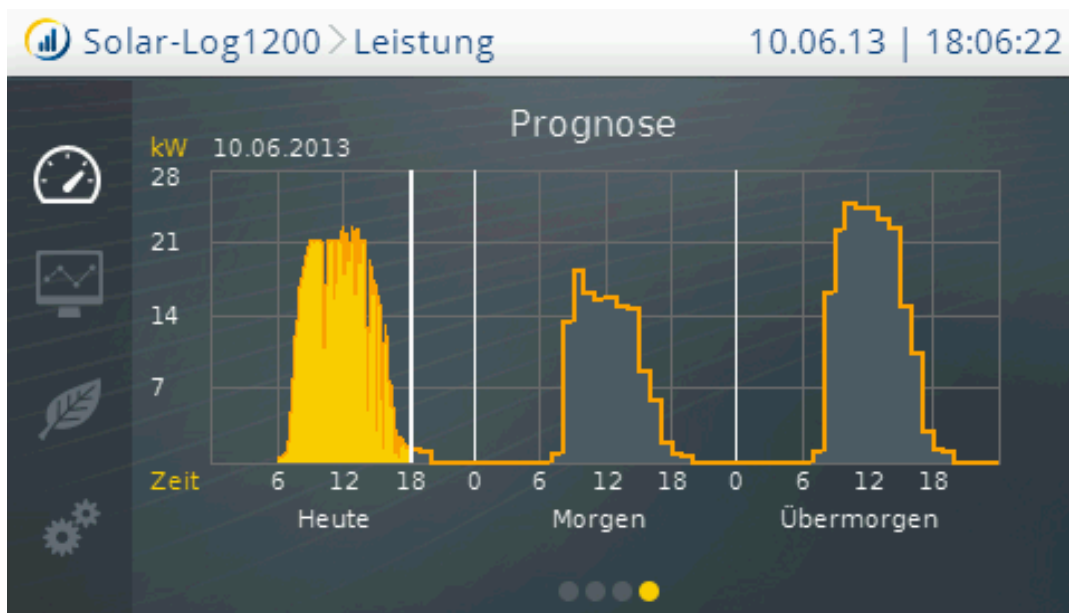 Solar-Log1200 > Leistung 10.06.13 | 18:06:22
Prognose
kW 10.06.2013
28
21
14
7
Zeit 6 12 18 0 6 12 18 0 6 12 18
Heute Morgen Übermorgen